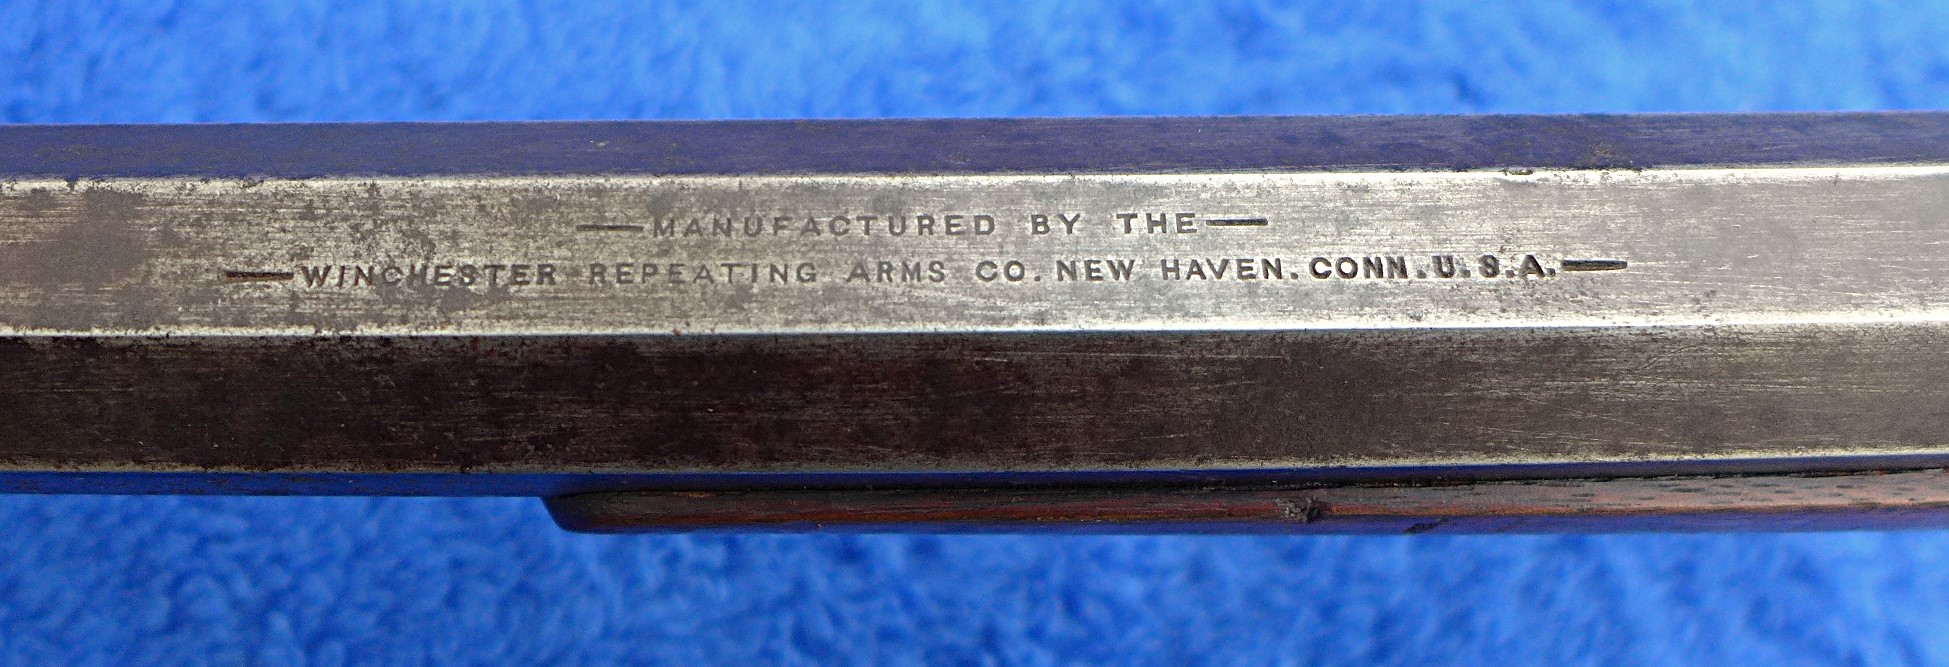 —MANUFACTURED BY THE—
—WINCHESTER REPEATING ARMS CO. NEW HAVEN. CONN. U.S.A.—